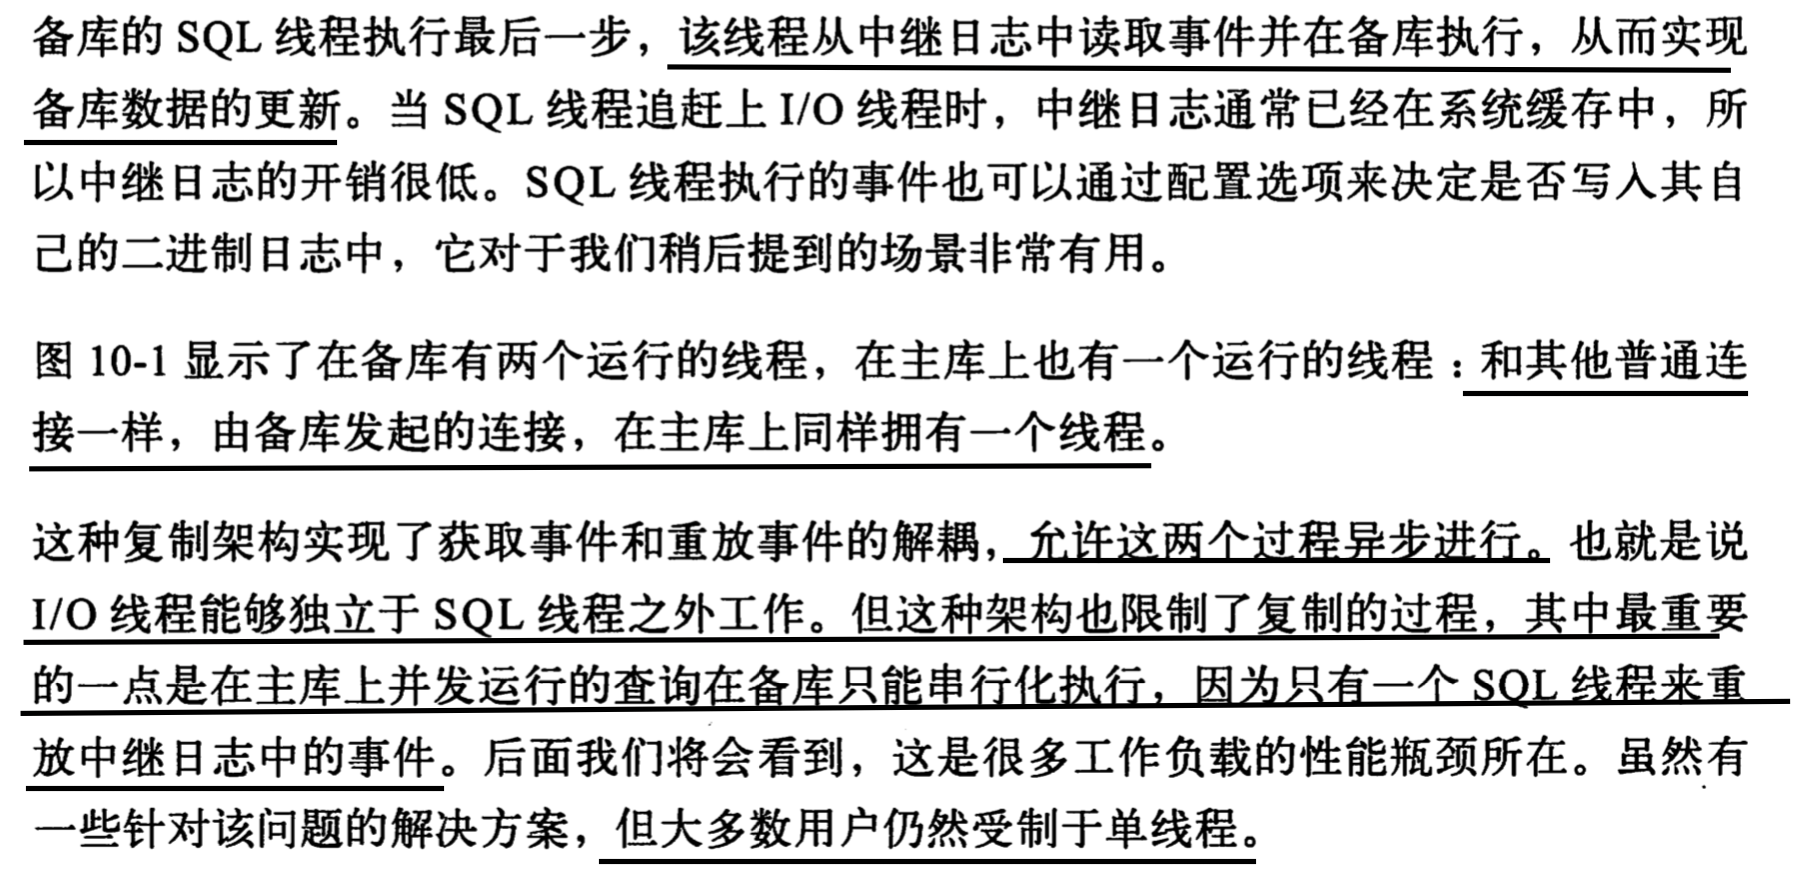 备库的 SQL 线程执行最后一步，该线程从中继日志中读取事件并在备库执行，从而实现
备库数据的更新。当 SQL 线程追赶上 I/O 线程时，中继日志通常已经在系统缓存中，所
以中继日志的开销很低。SQL 线程执行的事件也可以通过配置选项来决定是否写入其自
己的二进制日志中，它对于我们稍后提到的场景非常有用。
图 10-1 显示了在备库有两个运行的线程，在主库上也有一个运行的线程：和其他普通连
接一样，由备库发起的连接，在主库上同样拥有一个线程。
这种复制架构实现了获取事件和重放事件的解耦，允许这两个过程异步进行。也就是说
I/O 线程能够独立于 SQL 线程之外工作。但这种架构也限制了复制的过程，其中最重要
的一点是在主库上并发运行的查询在备库只能串行化执行，因为只有一个 SQL 线程来重
放中继日志中的事件。后面我们将会看到，这是很多工作负载的性能瓶颈所在。虽然有
一些针对该问题的解决方案，但大多数用户仍然受制于单线程。